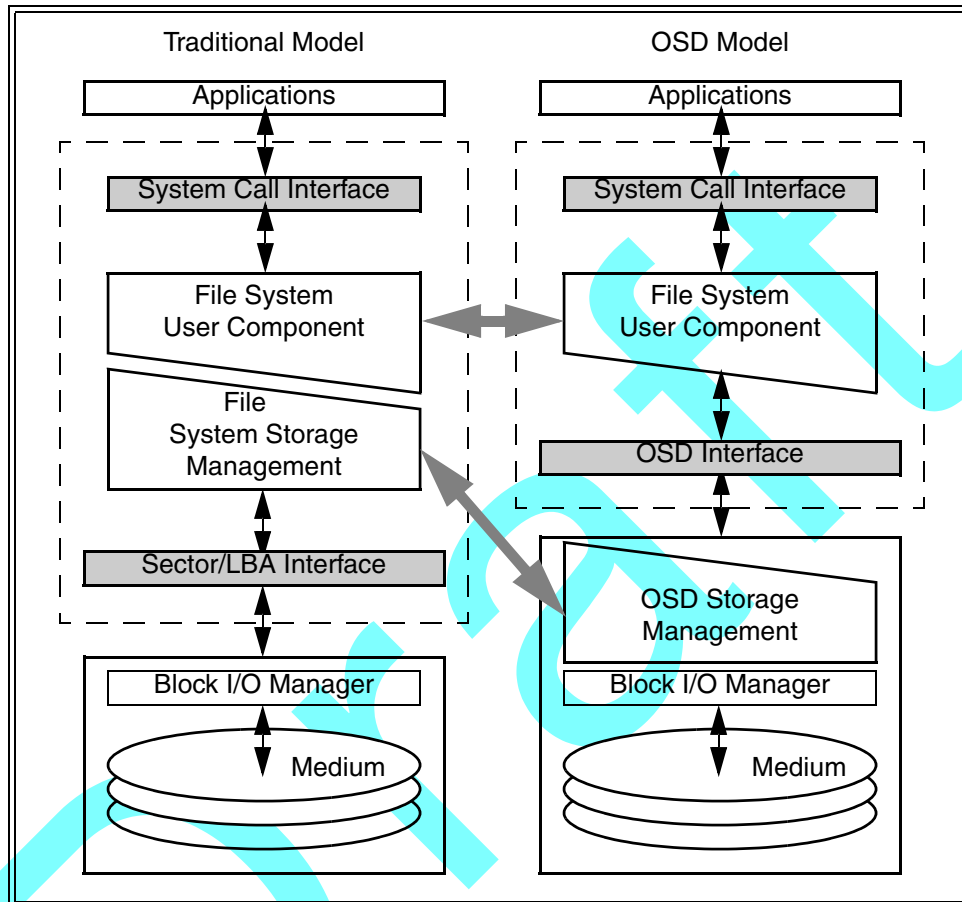 Traditional Model
Applications
System Call Interface
File System
User Component
File
System Storage
Management
Sector/LBA Interface
Block I/O Manager
Medium
OSD Model
Applications
System Call Interface
File System
User Component
OSD Interface
OSD Storage
Management
Block I/O Manager
Medium
Draft